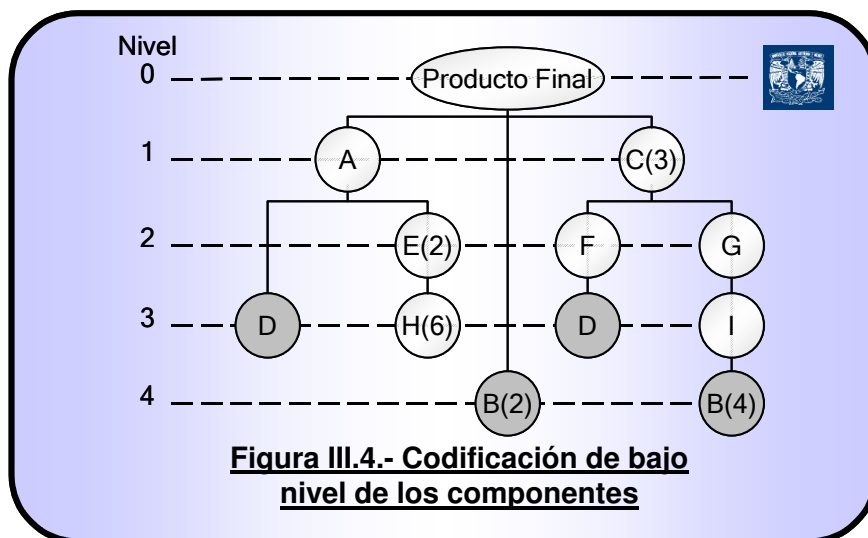 Nivel
0 Producto Final
1 A C(3)
2 E(2) F G
3 D H(6) D I
4 B(2) B(4)
Figura III.4.- Codificación de bajo
nivel de los componentes